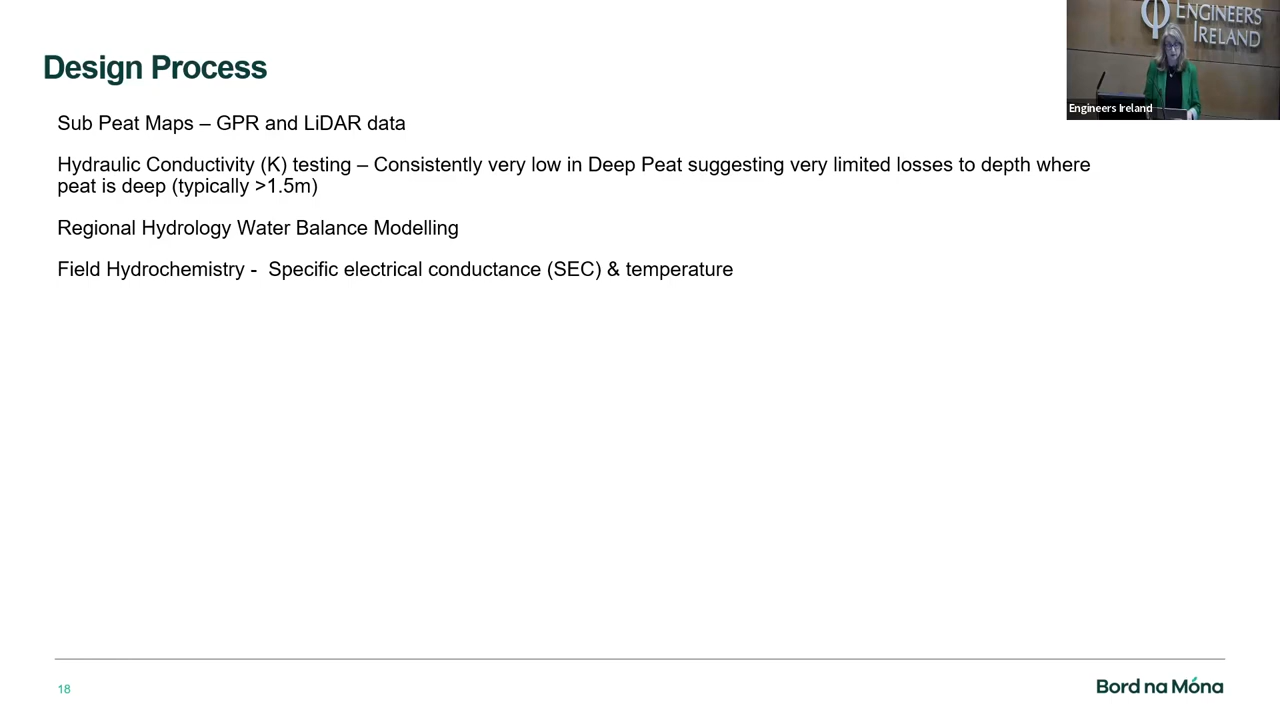 ENGINEERS
IRELAND
Engineers Ireland
Design Process
Sub Peat Maps – GPR and LiDAR data
Hydraulic Conductivity (K) testing – Consistently very low in Deep Peat suggesting very limited losses to depth where
peat is deep (typically >1.5m)
Regional Hydrology Water Balance Modelling
Field Hydrochemistry -  Specific electrical conductance (SEC) & temperature
18
Bord na Móna